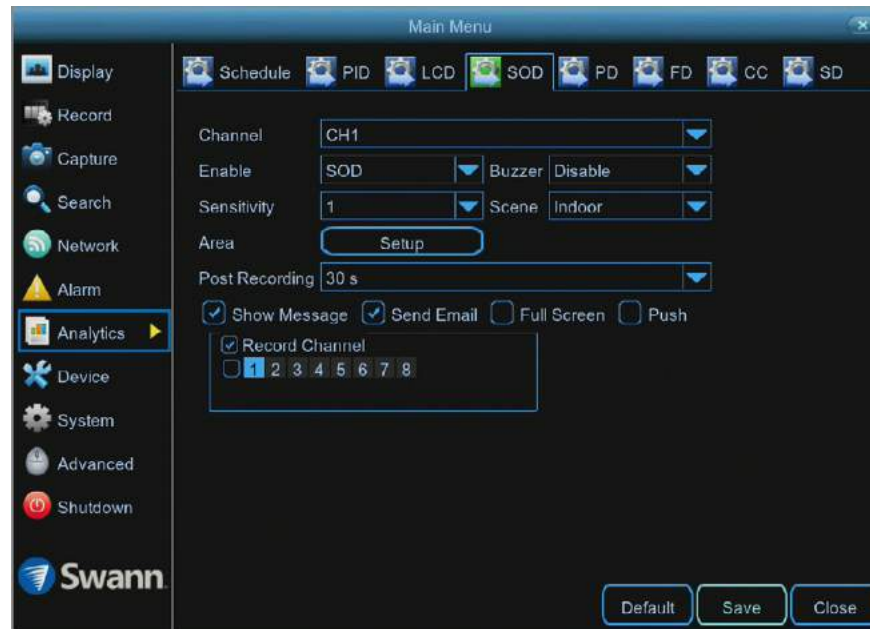 Main Menu
Display
Record
Capture
Search
Network
Alarm
Analytics
Device
System
Advanced
Shutdown
Swann
Schedule PID LCD SOD PD FD CC SD
Channel CH1
Enable SOD Buzzer Disable
Sensitivity 1 Scene Indoor
Area Setup
Post Recording 30 s
Show Message Send Email Full Screen Push
Record Channel
1 2 3 4 5 6 7 8
Default Save Close